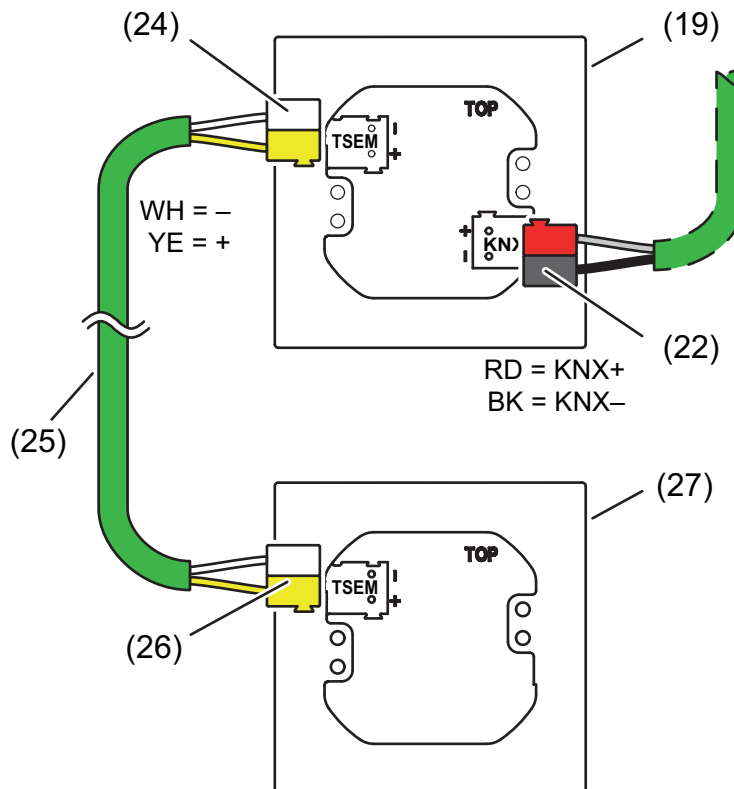 (24)
(19)
TOP
TSEM
-
+
WH = –
YE = +
+
-
KNX
(22)
RD = KNX+
BK = KNX–
(25)
(27)
TOP
TSEM
-
+
(26)